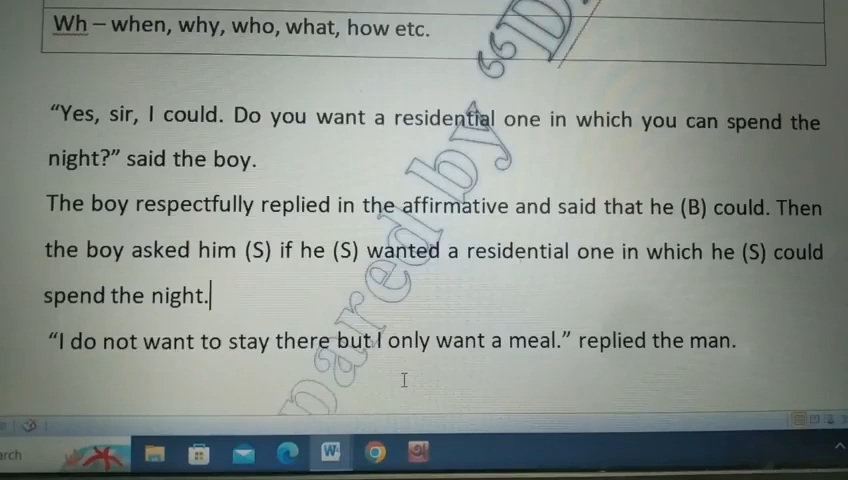 Wh – when, why, who, what, how etc.
“Yes, sir, I could. Do you want a residential one in which you can spend the
night?” said the boy.
The boy respectfully replied in the affirmative and said that he (B) could. Then
the boy asked him (S) if he (S) wanted a residential one in which he (S) could
spend the night.
“I do not want to stay there but I only want a meal.” replied the man.
pared by “D
arch